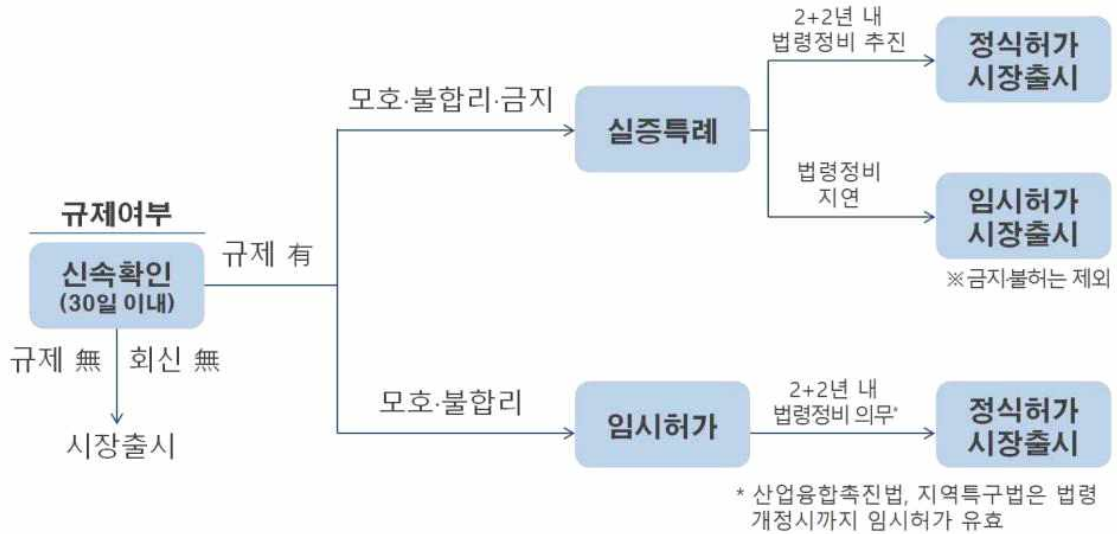 규제여부
신속확인
(30일 이내)
규제 無
회신 無
시장출시
규제 有
모호·불합리·금지
실증특례
2+2년 내
법령정비 추진
정식허가
시장출시
법령정비
지연
임시허가
시장출시
※ 금지·불허는 제외
모호·불합리
임시허가
2+2년 내
법령정비 의무*
정식허가
시장출시
* 산업융합촉진법, 지역특구법은 법령
개정시까지 임시허가 유효